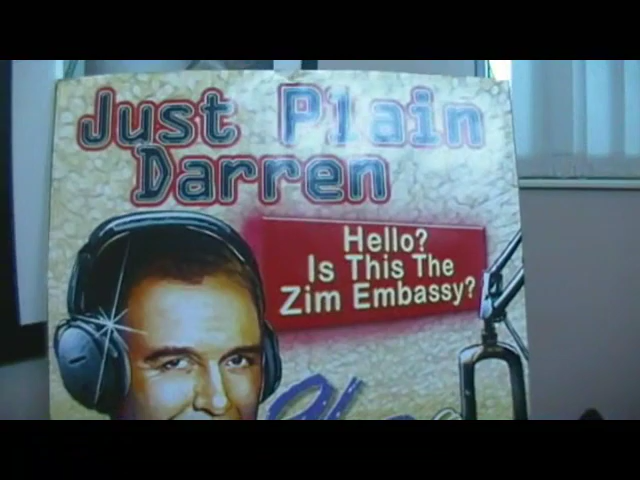 Just Plain
Darren
Hello?
Is This The
Zim Embassy?